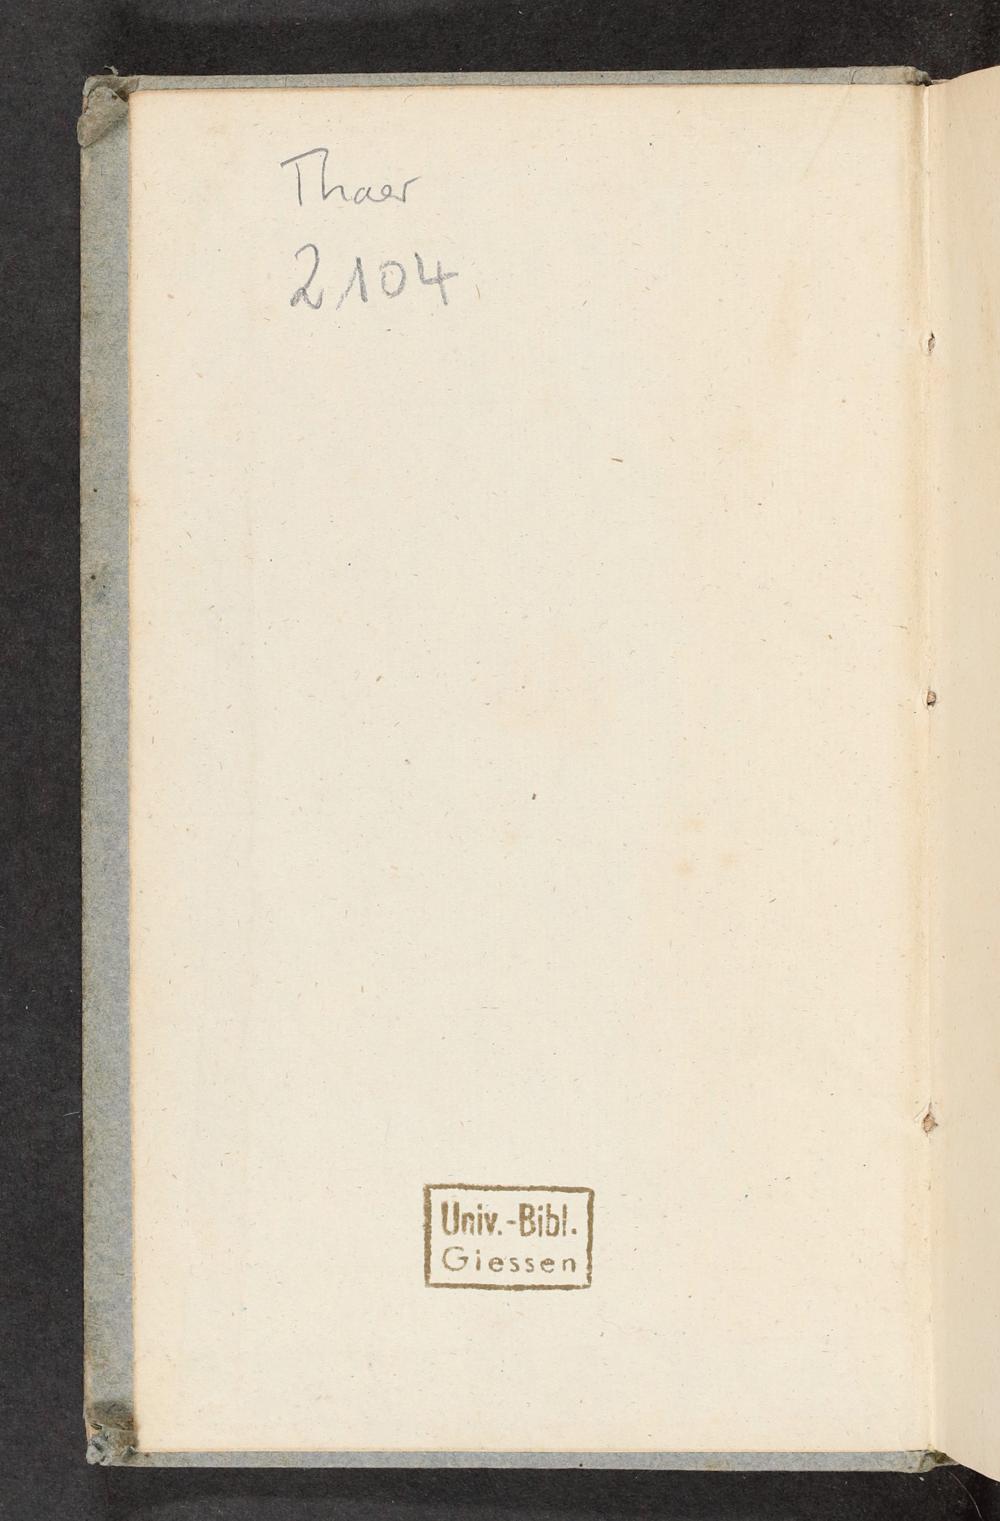 Thaer
2104
Univ.-Bibl.
Giessen